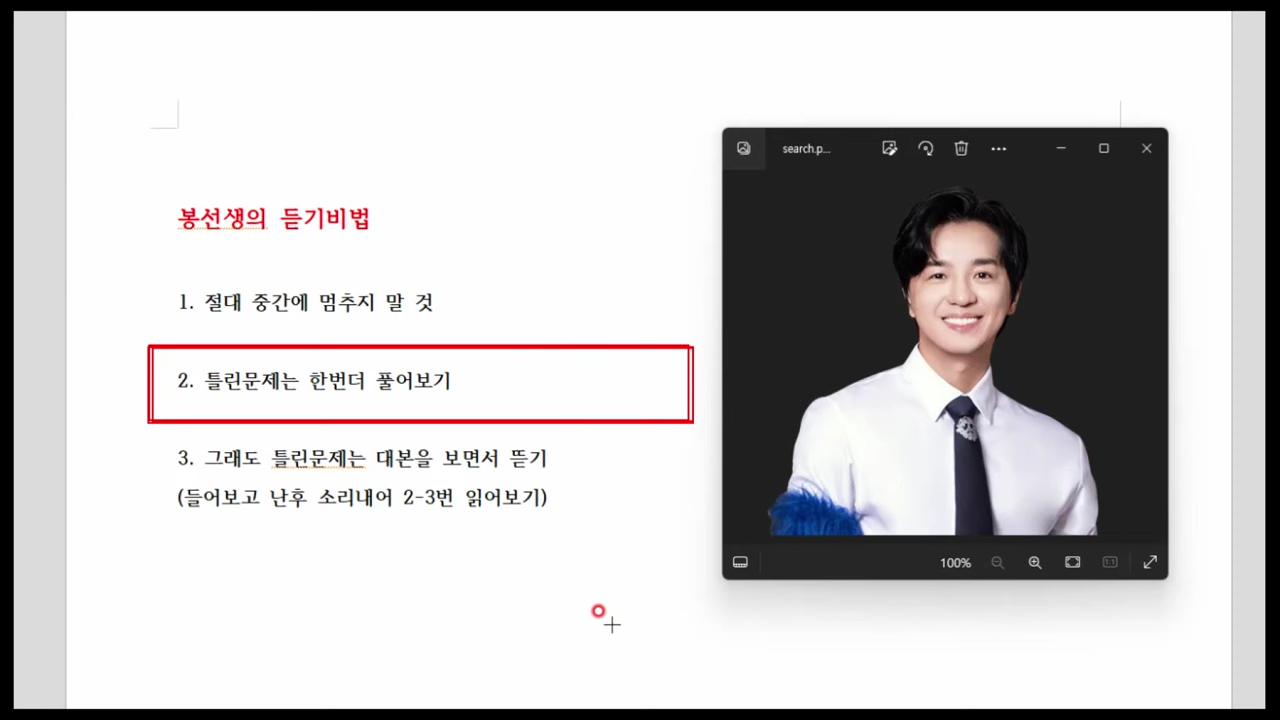 봉선생의 듣기비법
1. 절대 중간에 멈추지 말 것
2. 틀린문제는 한번더 풀어보기
3. 그래도 틀린문제는 대본을 보면서 뜯기
(들어보고 난후 소리내어 2-3번 읽어보기)
search.p...
100%
1:1